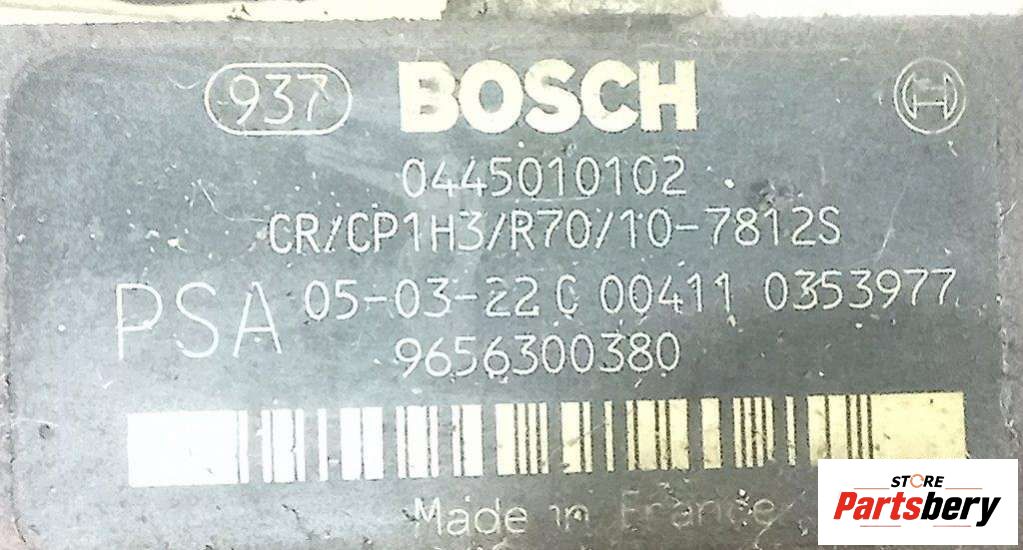 937 BOSCH
0445010102
CR/CP1H3/R70/10-7812S
PSA 05-03-22 C 00411 0353977
9656300380
Made in France
STORE
Partsbery